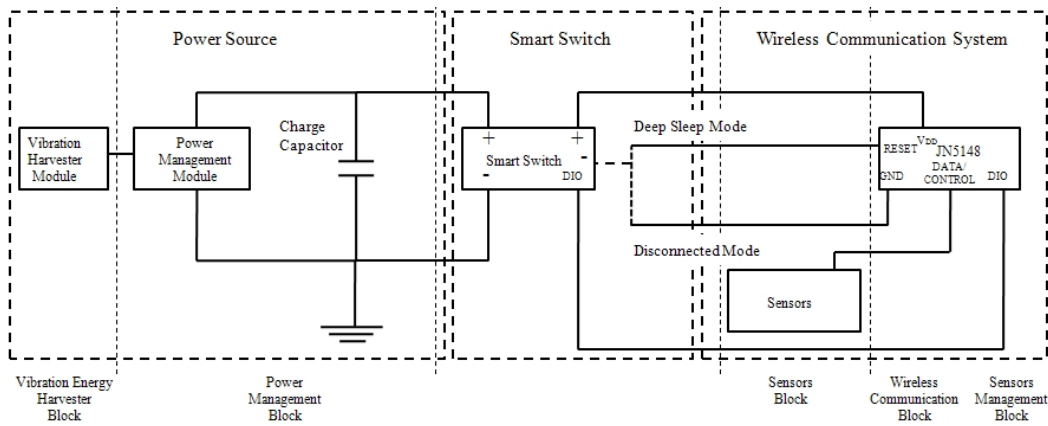 Power Source
Smart Switch
Wireless Communication System
Charge
Capacitor
Deep Sleep Mode
Vibration
Harvester
Module
Power
Management
Module
+
+
Smart Switch
-
-
DIO
RESET
VDD
JN5148
DATA/
CONTROL
GND
DIO
Disconnected Mode
Sensors
Vibration Energy
Harvester
Block
Power
Management
Block
Sensors
Block
Wireless
Communication
Block
Sensors
Management
Block